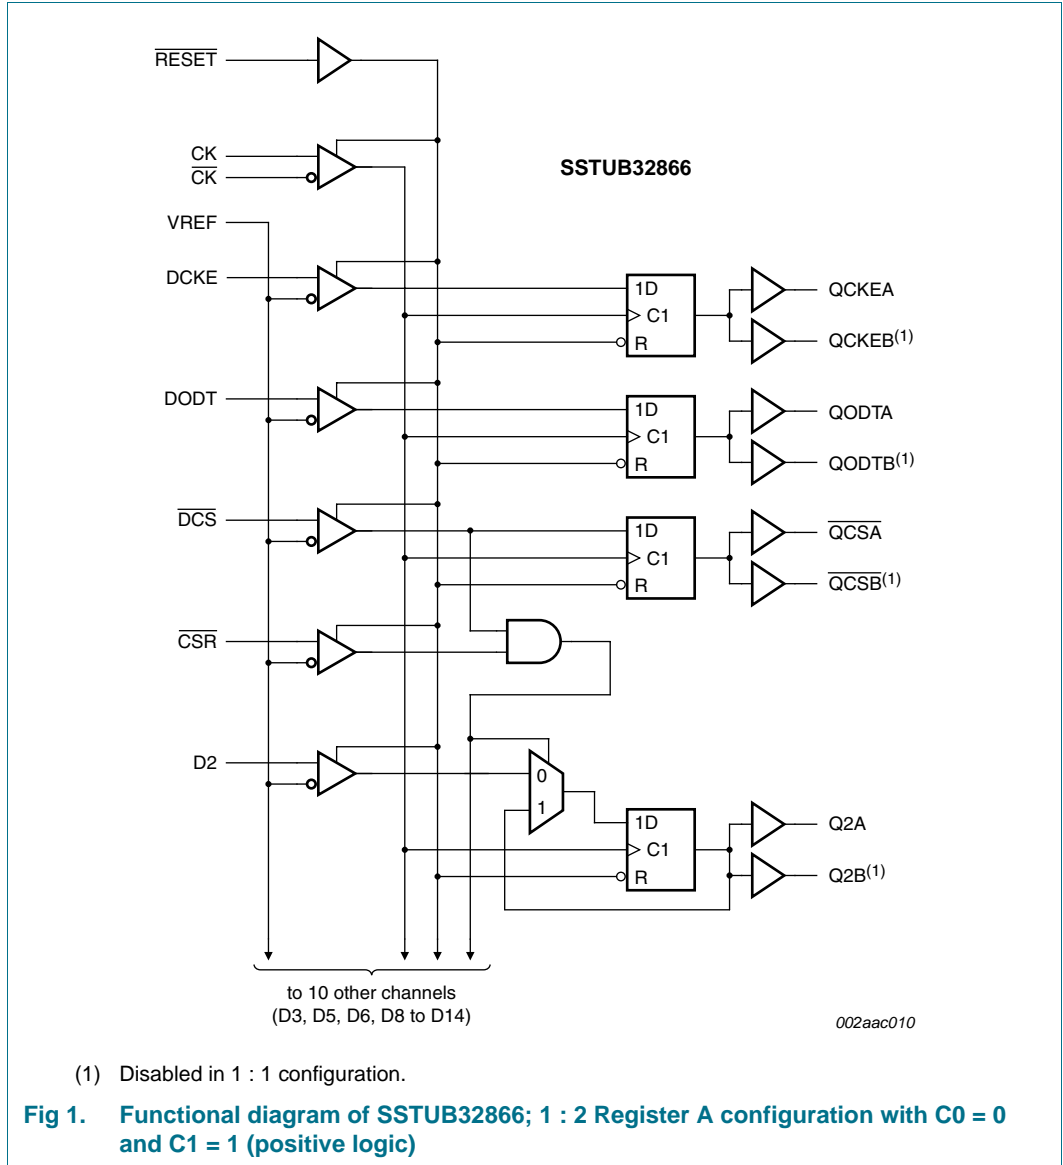 RESET
CK
CK
SSTUB32866
VREF
DCKE
1D
C1
R
QCKEA
QCKEB(1)
DODT
1D
C1
R
QODTA
QODTB(1)
DCS
1D
C1
R
QCSA
QCSB(1)
CSR
D2
0
1
1D
C1
R
Q2A
Q2B(1)
to 10 other channels
(D3, D5, D6, D8 to D14)
002aac010
(1) Disabled in 1 : 1 configuration.
Fig 1. Functional diagram of SSTUB32866; 1 : 2 Register A configuration with C0 = 0
and C1 = 1 (positive logic)